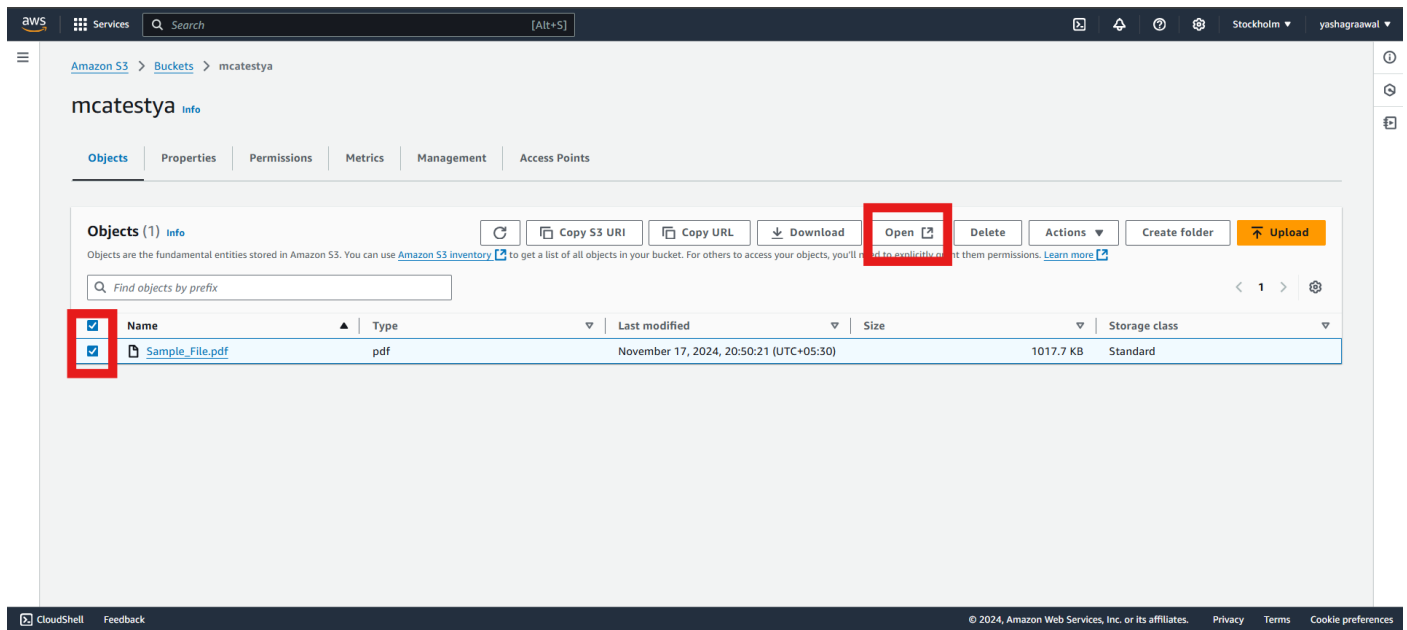 aws Services Search [Alt+S] Stockholm ▼ yashagraawal ▼
Amazon S3 > Buckets > mcatestya
mcatestya Info
Objects Properties Permissions Metrics Management Access Points
Objects (1) Info Copy S3 URI Copy URL Download Open Delete Actions ▼ Create folder Upload
Objects are the fundamental entities stored in Amazon S3. You can use Amazon S3 inventory to get a list of all objects in your bucket. For others to access your objects, you'll need to explicitly grant them permissions. Learn more
Find objects by prefix < 1 >
Name Type Last modified Size Storage class
Sample_File.pdf pdf November 17, 2024, 20:50:21 (UTC+05:30) 1017.7 KB Standard
CloudShell Feedback © 2024, Amazon Web Services, Inc. or its affiliates. Privacy Terms Cookie preferences